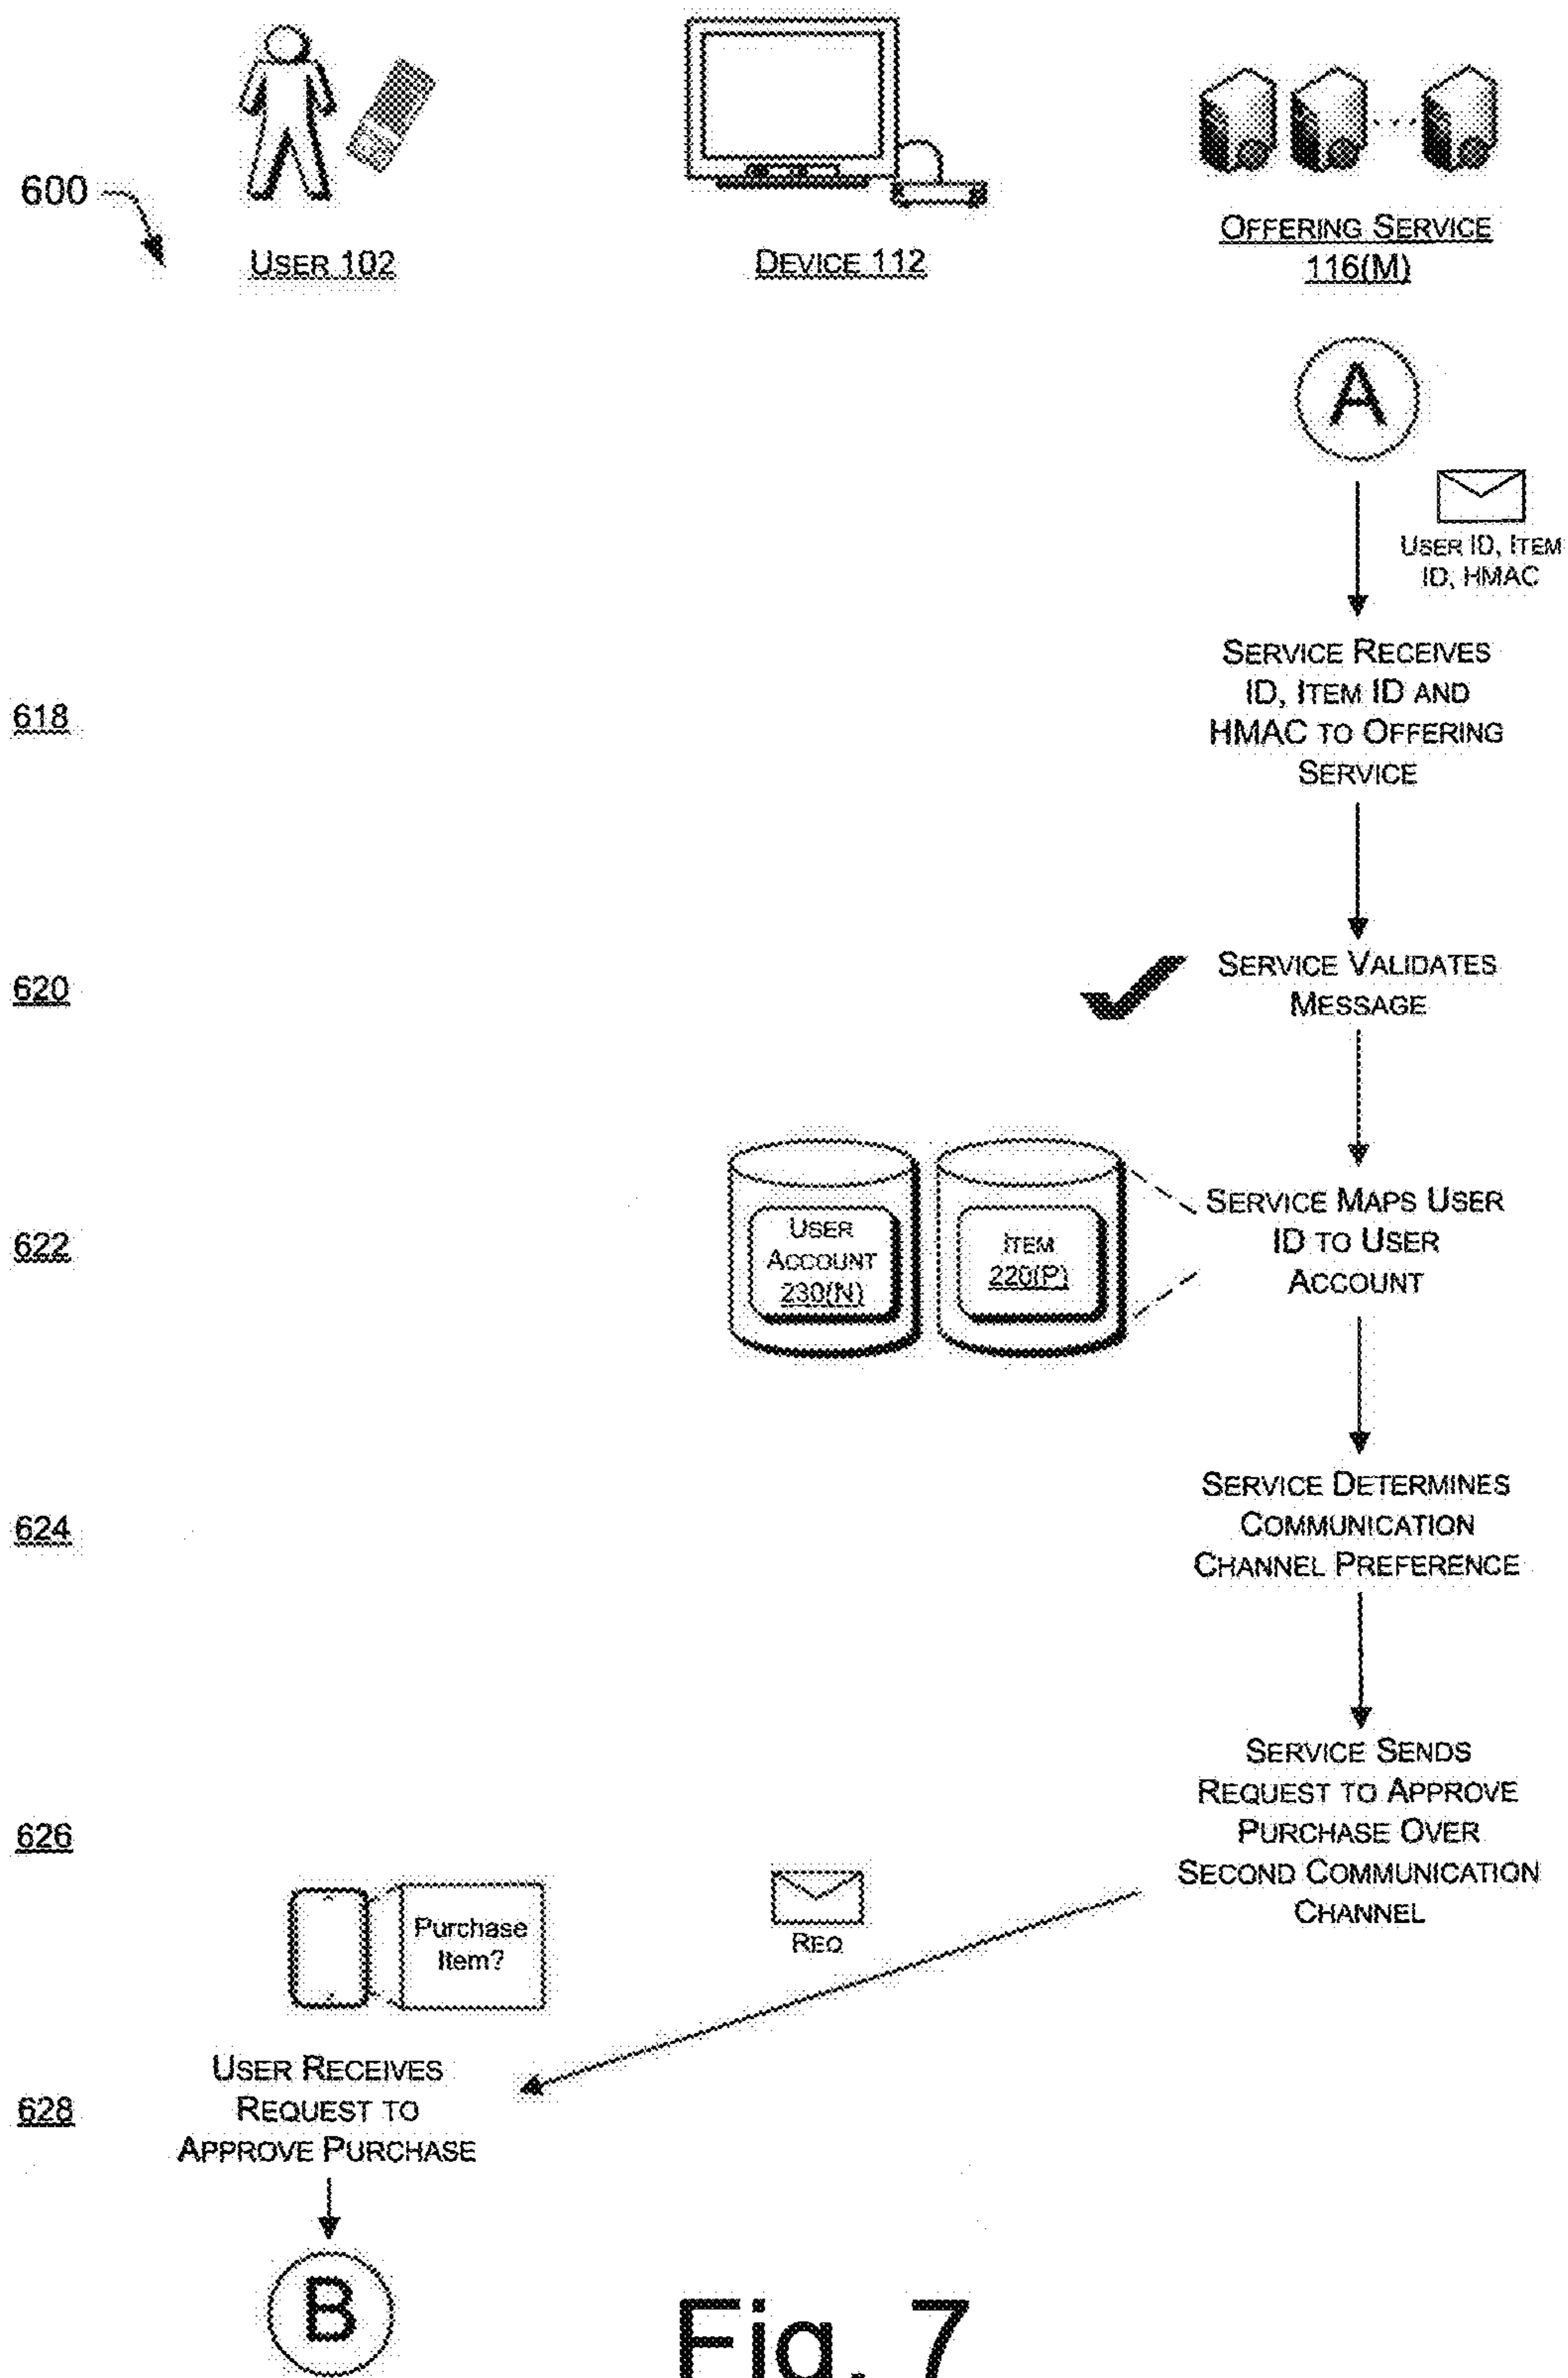 600
USER 102
DEVICE 112
OFFERING SERVICE
116(M)
A
USER ID, ITEM
ID, HMAC
618
SERVICE RECEIVES
ID, ITEM ID AND
HMAC TO OFFERING
SERVICE
620
SERVICE VALIDATES
MESSAGE
622
USER
ACCOUNT
230(N)
ITEM
220(P)
SERVICE MAPS USER
ID TO USER
ACCOUNT
624
SERVICE DETERMINES
COMMUNICATION
CHANNEL PREFERENCE
626
SERVICE SENDS
REQUEST TO APPROVE
PURCHASE OVER
SECOND COMMUNICATION
CHANNEL
Purchase
Item?
REQ
628
USER RECEIVES
REQUEST TO
APPROVE PURCHASE
B
Fig. 7